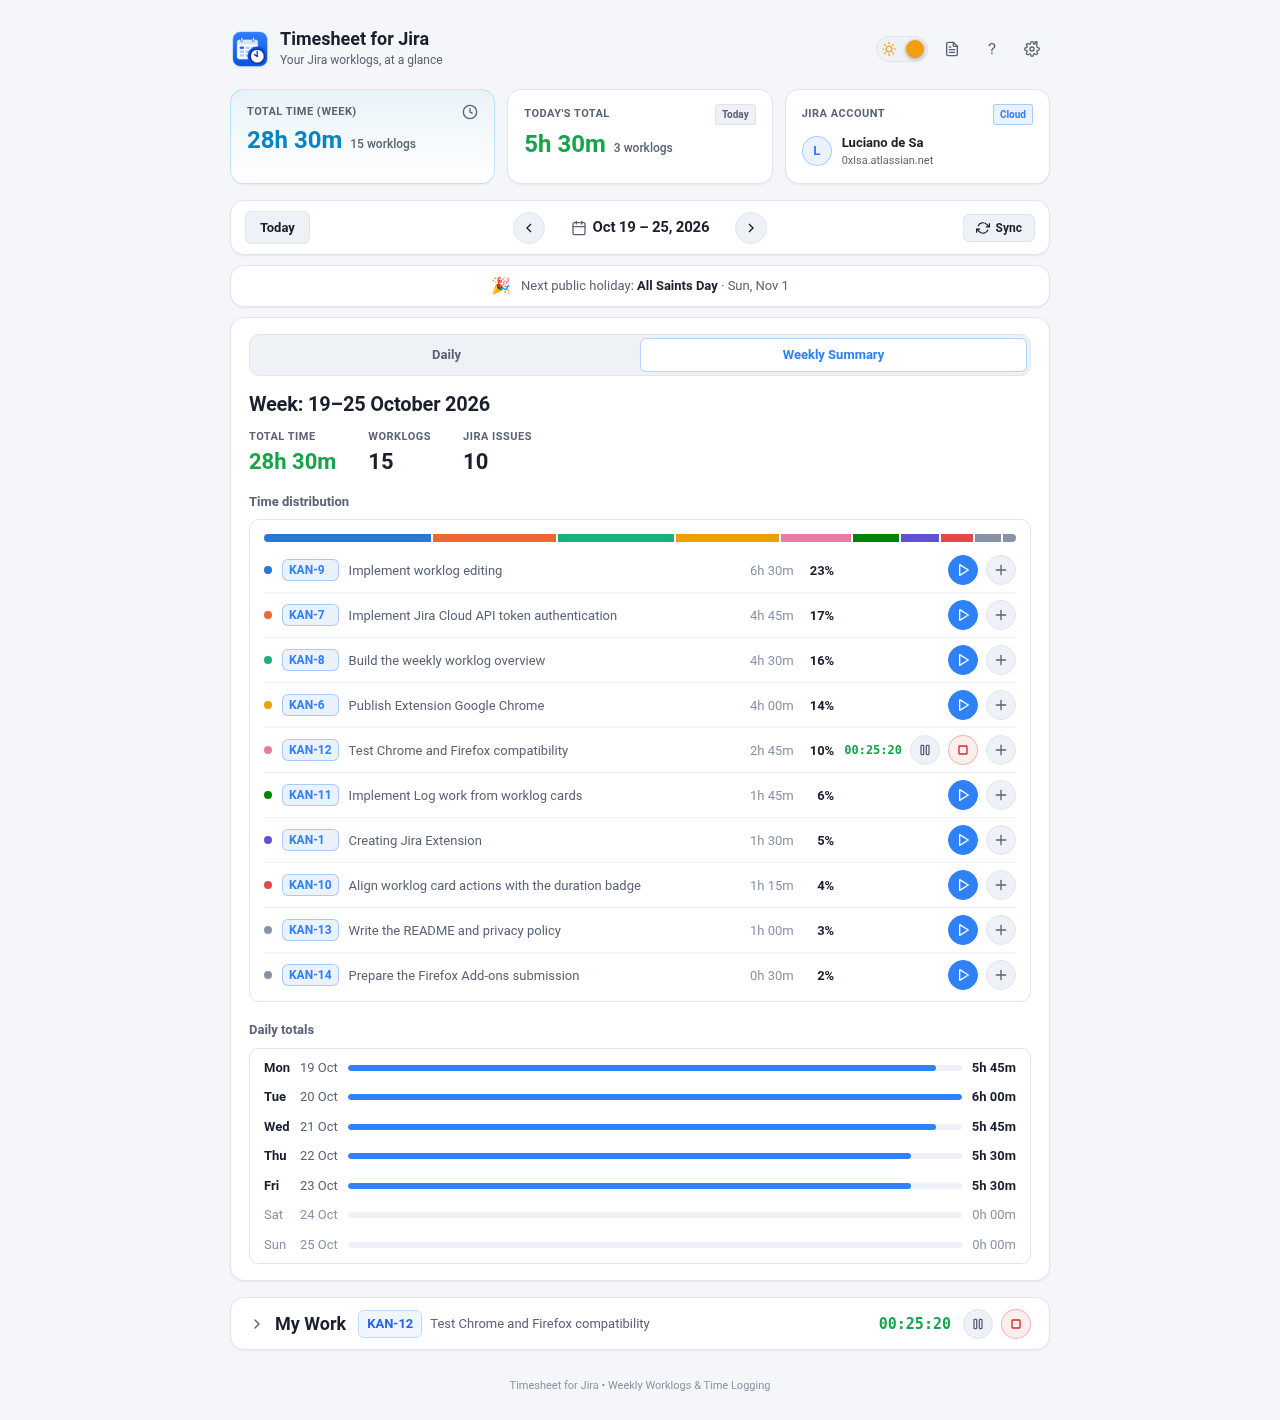 Timesheet for Jira
Your Jira worklogs, at a glance
?
TOTAL TIME (WEEK)
28h 30m 15 worklogs
TODAY'S TOTAL
Today
5h 30m 3 worklogs
JIRA ACCOUNT
Cloud
L
Luciano de Sa
0xlsa.atlassian.net
Today
Oct 19 – 25, 2026
Sync
Next public holiday: All Saints Day · Sun, Nov 1
Daily
Weekly Summary
Week: 19–25 October 2026
TOTAL TIME WORKLOGS JIRA ISSUES
28h 30m 15 10
Time distribution
KAN-9 Implement worklog editing 6h 30m 23%
KAN-7 Implement Jira Cloud API token authentication 4h 45m 17%
KAN-8 Build the weekly worklog overview 4h 30m 16%
KAN-6 Publish Extension Google Chrome 4h 00m 14%
KAN-12 Test Chrome and Firefox compatibility 2h 45m 10% 00:25:20
KAN-11 Implement Log work from worklog cards 1h 45m 6%
KAN-1 Creating Jira Extension 1h 30m 5%
KAN-10 Align worklog card actions with the duration badge 1h 15m 4%
KAN-13 Write the README and privacy policy 1h 00m 3%
KAN-14 Prepare the Firefox Add-ons submission 0h 30m 2%
Daily totals
Mon 19 Oct 5h 45m
Tue 20 Oct 6h 00m
Wed 21 Oct 5h 45m
Thu 22 Oct 5h 30m
Fri 23 Oct 5h 30m
Sat 24 Oct 0h 00m
Sun 25 Oct 0h 00m
My Work KAN-12 Test Chrome and Firefox compatibility 00:25:20
Timesheet for Jira • Weekly Worklogs & Time Logging